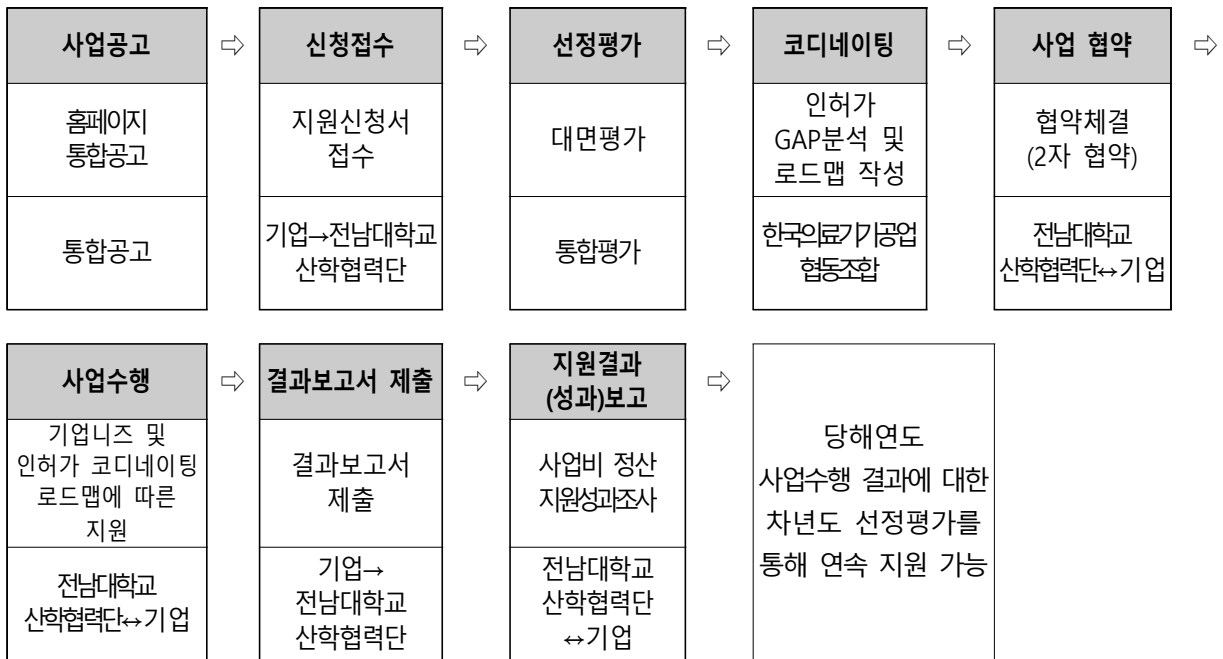 사업공고 ⇨ 신청접수 ⇨ 선정평가 ⇨ 코디네이팅 ⇨ 사업 협약 ⇨
홈페이지
통합공고
지원신청서
접수
대면평가
인허가
GAP분석 및
로드맵 작성
협약체결
(2자 협약)
통합공고
기업→전남대학교
산학협력단
통합평가
한국의료기기공업
협동조합
전남대학교
산학협력단↔기업
사업수행 ⇨ 결과보고서 제출 ⇨
지원결과
(성과)보고
⇨
기업니즈 및
인허가 코디네이팅
로드맵에 따른
지원
결과보고서
제출
사업비 정산
지원성과조사
전남대학교
산학협력단↔기업
기업→
전남대학교
산학협력단
전남대학교
산학협력단
↔기업
당해연도
사업수행 결과에 대한
차년도 선정평가를
통해 연속 지원 가능